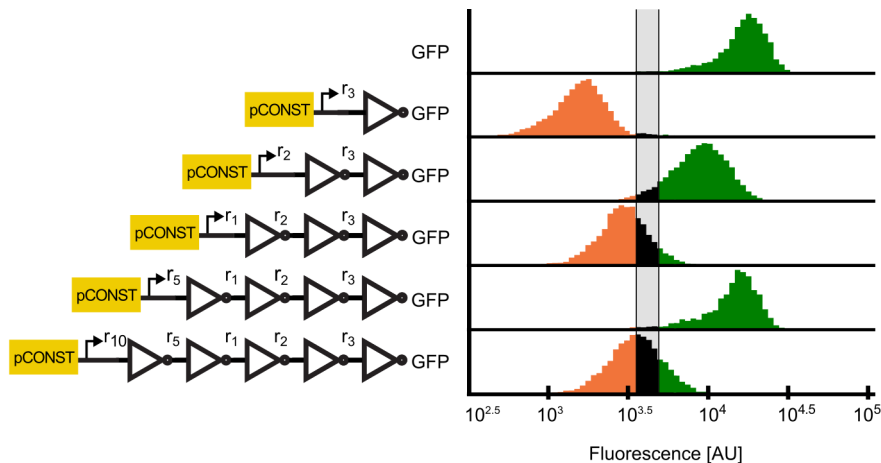 GFP
pCONST r3 GFP
pCONST r2 r3 GFP
pCONST r1 r2 r3 GFP
pCONST r5 r1 r2 r3 GFP
pCONST r10 r5 r1 r2 r3 GFP
10^2.5 10^3 10^3.5 10^4 10^4.5 10^5
Fluorescence [AU]